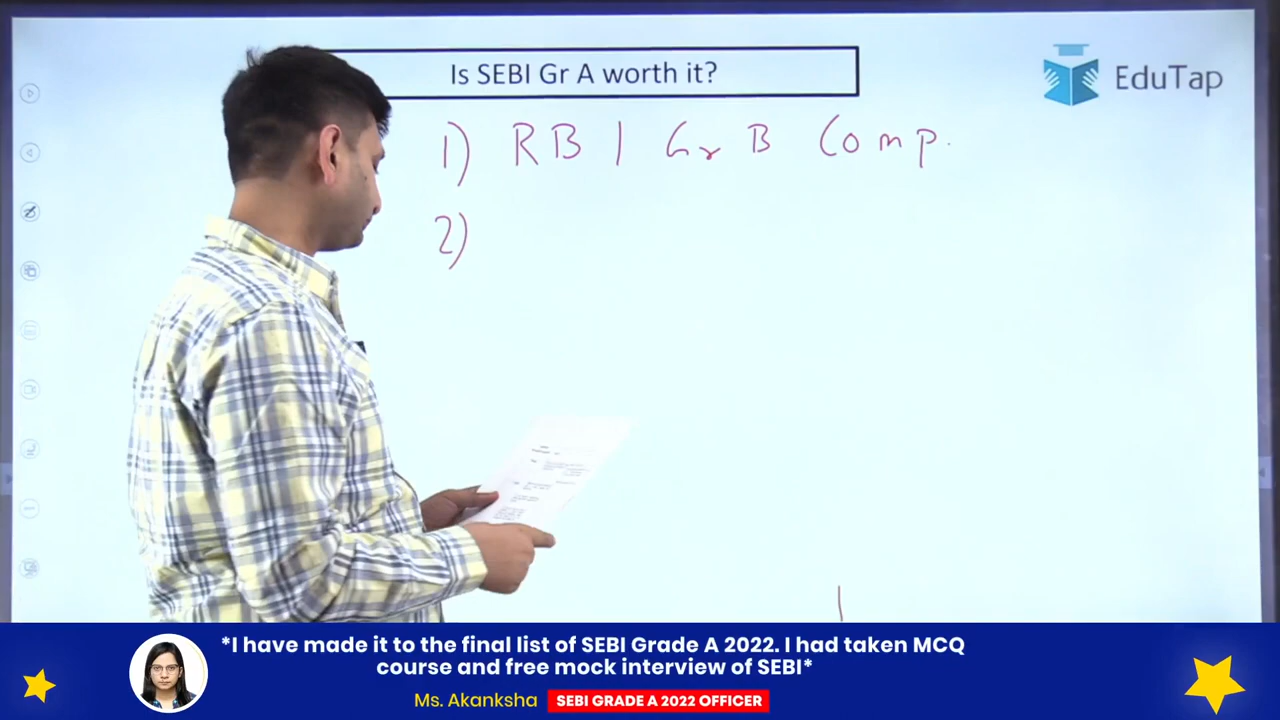 Is SEBI Gr A worth it?
EduTap
1) RBI Gr B Comp.
2)
*I have made it to the final list of SEBI Grade A 2022. I had taken MCQ
course and free mock interview of SEBI*
Ms. Akanksha SEBI GRADE A 2022 OFFICER